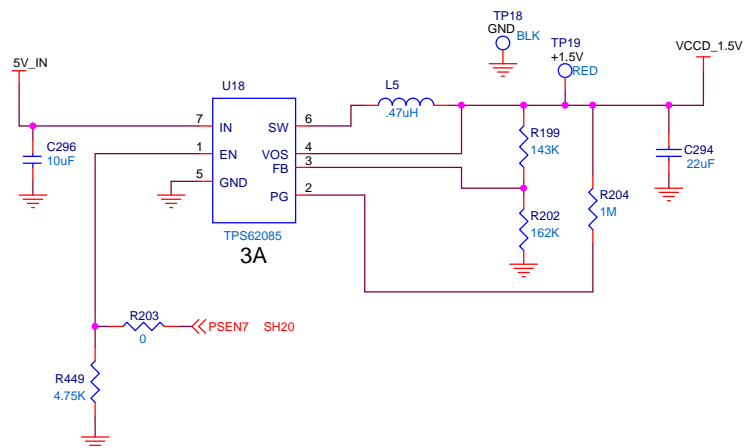 TP18
GND
BLK
TP19
+1.5V
RED
VCCD_1.5V
5V_IN
U18
L5
.47uH
C296
10uF
7
IN
SW
6
1
EN
VOS
4
FB
3
5
GND
PG
2
TPS62085
3A
R199
143K
R202
162K
R204
1M
C294
22uF
R203
0
PSEN7
SH20
R449
4.75K